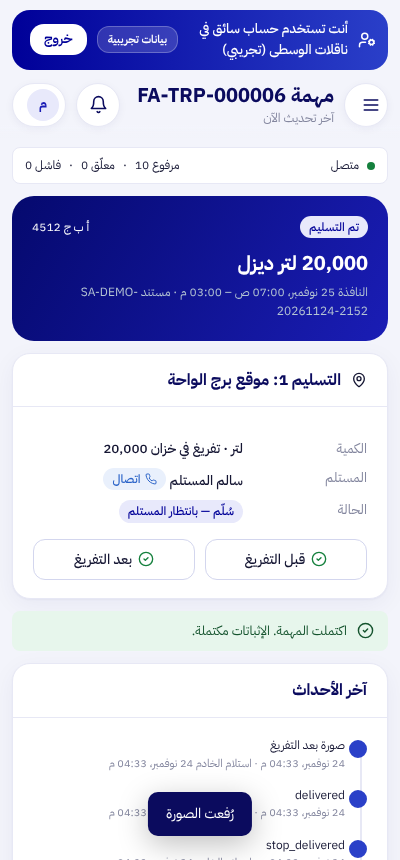 أنت تستخدم حساب سائق في
ناقلات الوسطى (تجريبي)
بيانات تجريبية
خروج
مهمة FA-TRP-000006
آخر تحديث الآن
م
متصل
مرفوع 10 · معلّق 0 · فاشل 0
تم التسليم
أ ب ج 4512
20,000 لتر ديزل
النافذة 25 نوفمبر، 07:00 ص – 03:00 م · مستند SA-DEMO-
20261124-2152
التسليم 1: موقع برج الواحة
الكمية
20,000 لتر · تفريغ في خزان
المستلم
سالم المستلم
اتصال
الحالة
سُلّم — بانتظار المستلم
قبل التفريغ
بعد التفريغ
اكتملت المهمة. الإثباتات مكتملة.
آخر الأحداث
صورة بعد التفريغ
24 نوفمبر، 04:33 م · استلام الخادم 24 نوفمبر، 04:33 م
delivered
24 نوفمبر، 04:33 م ·
04:33 م
رُفعت الصورة
stop_delivered